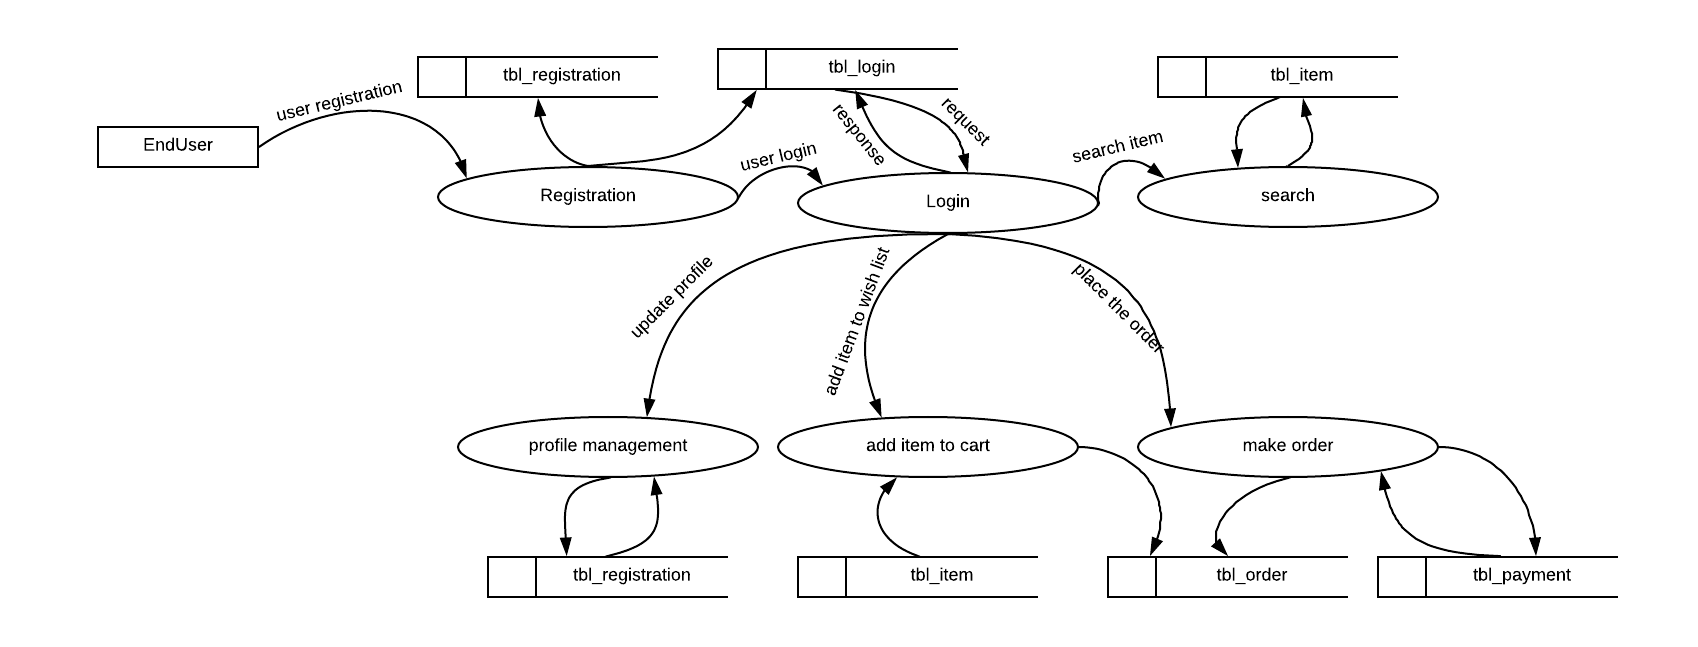 tbl_registration
tbl_login
tbl_item
user registration
EndUser
response
request
user login
search item
Registration
Login
search
update profile
add item to wish list
place the order
profile management
add item to cart
make order
tbl_registration
tbl_item
tbl_order
tbl_payment